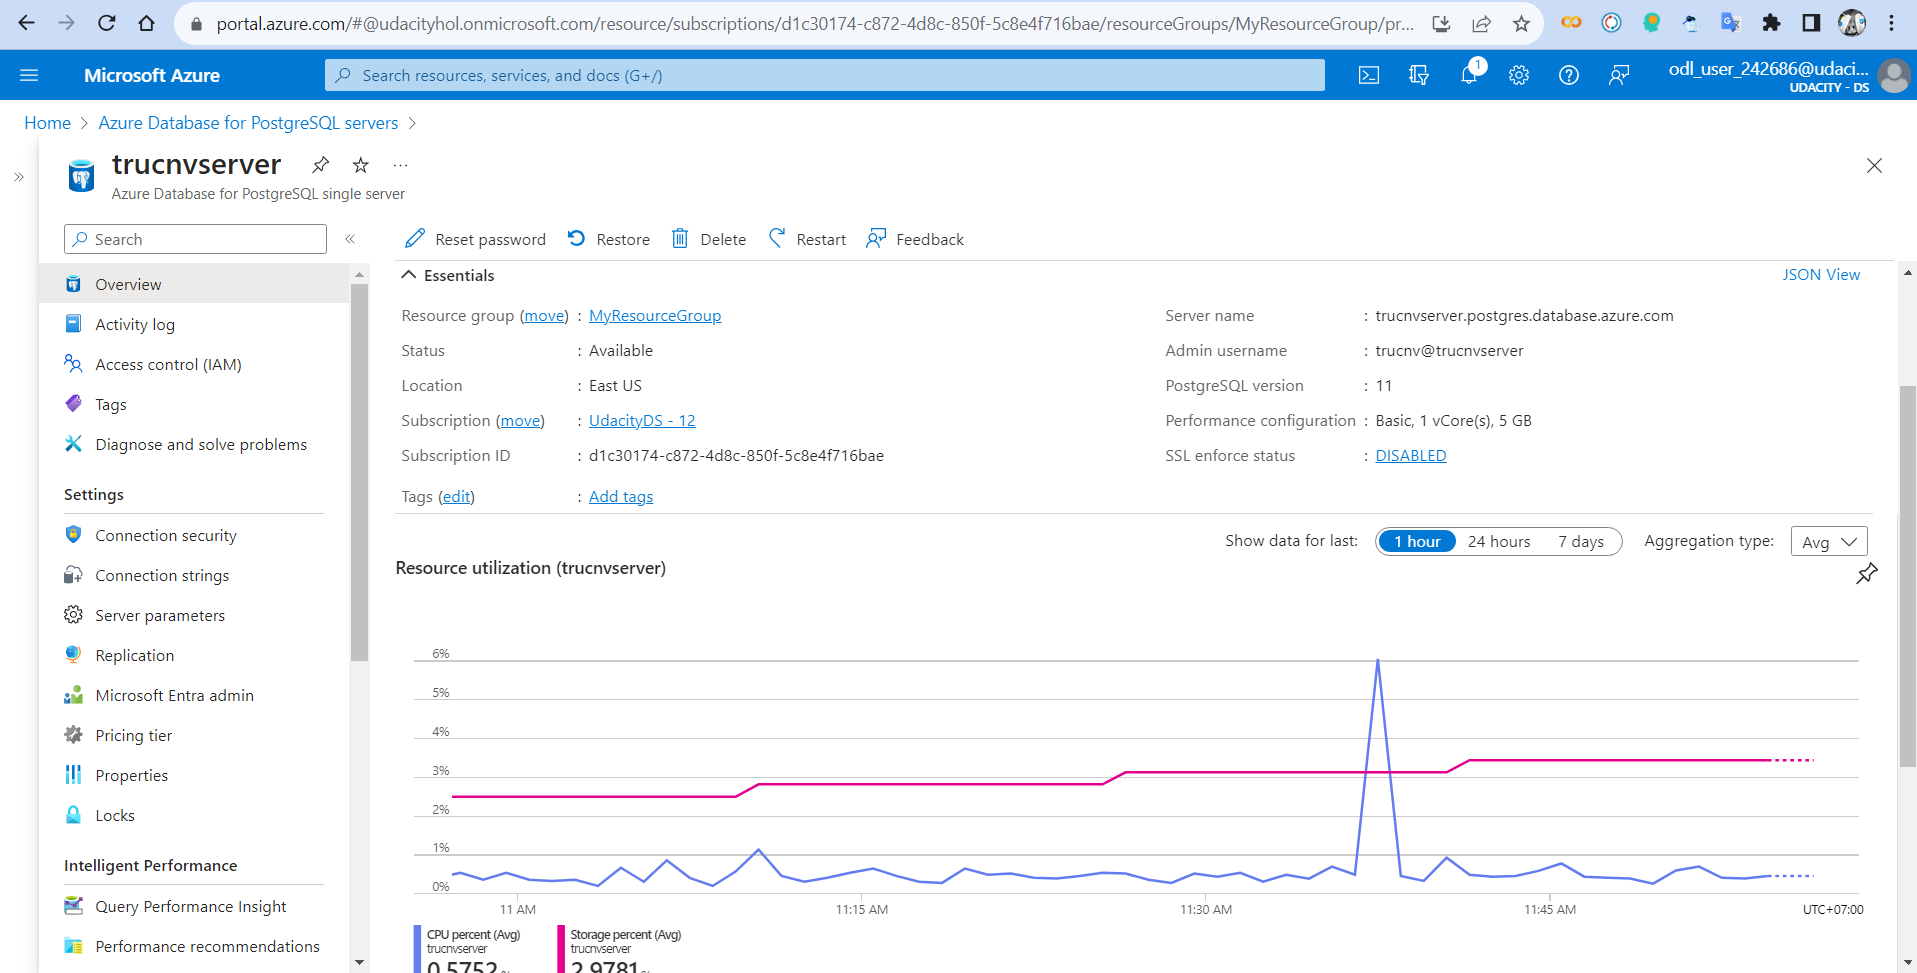 portal.azure.com/#@udacityhol.onmicrosoft.com/resource/subscriptions/d1c30174-c872-4d8c-850f-5c8e4f716bae/resourceGroups/MyResourceGroup/pr...
Microsoft Azure
Search resources, services, and docs (G+/)
1
odl_user_242686@udaci...
UDACITY - DS
Home > Azure Database for PostgreSQL servers >
trucnvserver
Azure Database for PostgreSQL single server
Search
Reset password Restore Delete Restart Feedback
Overview
Activity log
Access control (IAM)
Tags
Diagnose and solve problems
Settings
Connection security
Connection strings
Server parameters
Replication
Microsoft Entra admin
Pricing tier
Properties
Locks
Intelligent Performance
Query Performance Insight
Performance recommendations
Essentials
JSON View
Resource group (move) : MyResourceGroup
Status : Available
Location : East US
Subscription (move) : UdacityDS - 12
Subscription ID : d1c30174-c872-4d8c-850f-5c8e4f716bae
Tags (edit) : Add tags
Server name : trucnvserver.postgres.database.azure.com
Admin username : trucnv@trucnvserver
PostgreSQL version : 11
Performance configuration : Basic, 1 vCore(s), 5 GB
SSL enforce status : DISABLED
Show data for last: 1 hour 24 hours 7 days Aggregation type: Avg
Resource utilization (trucnvserver)
6%
5%
4%
3%
2%
1%
0%
11 AM 11:15 AM 11:30 AM 11:45 AM UTC+07:00
CPU percent (Avg)
trucnvserver
0.5752 %
Storage percent (Avg)
trucnvserver
2.9781 %